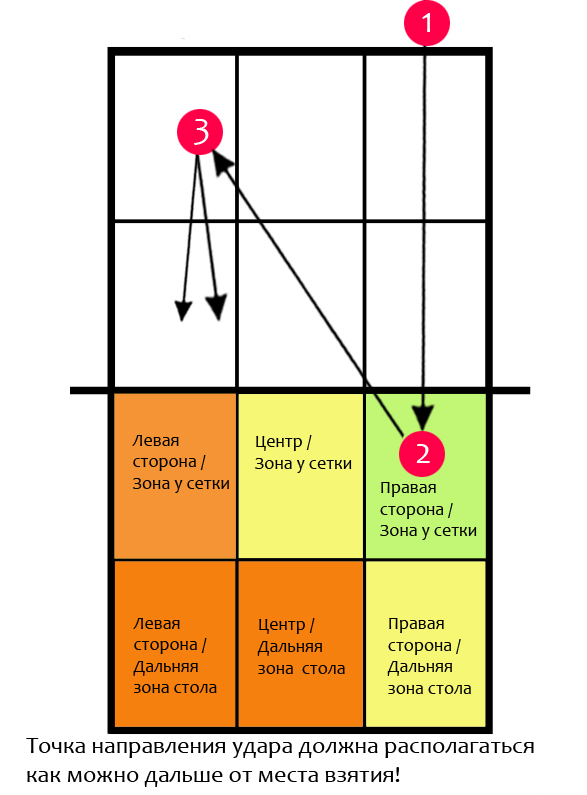 1
3
2
Левая
сторона /
Зона у сетки
Центр /
Зона у сетки
Правая
сторона /
Зона у сетки
Левая
сторона /
Дальняя
зона стола
Центр /
Дальняя
зона стола
Правая
сторона /
Дальняя
зона стола
Точка направления удара должна располагаться
как можно дальше от места взятия!